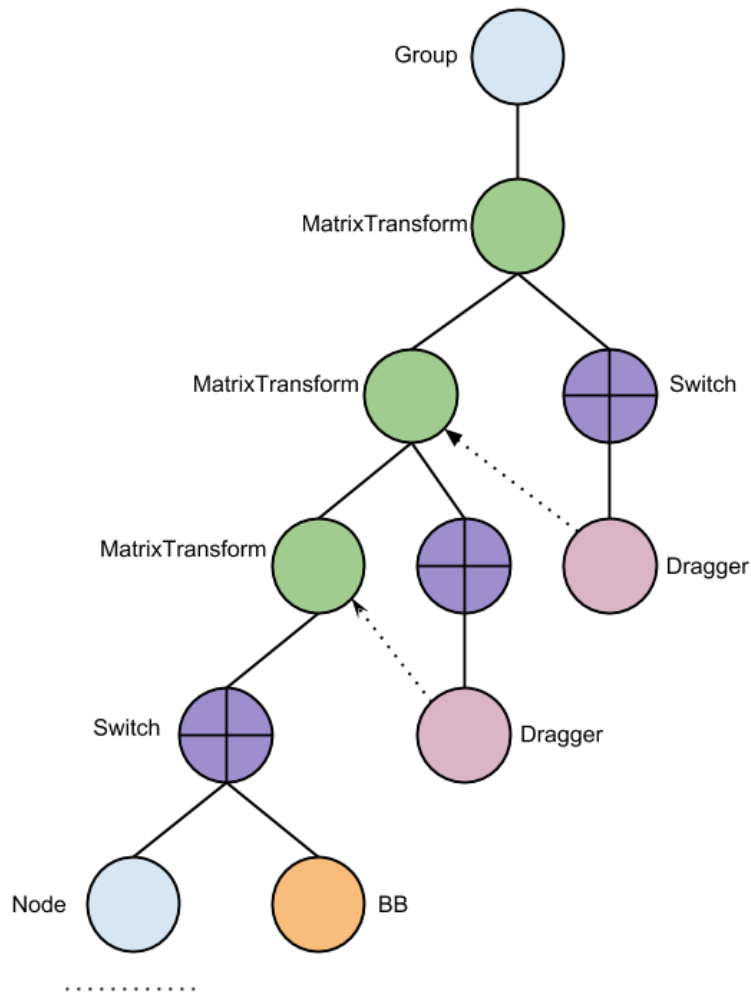 Group
MatrixTransform
MatrixTransform
Switch
MatrixTransform
Dragger
Switch
Dragger
Node
BB